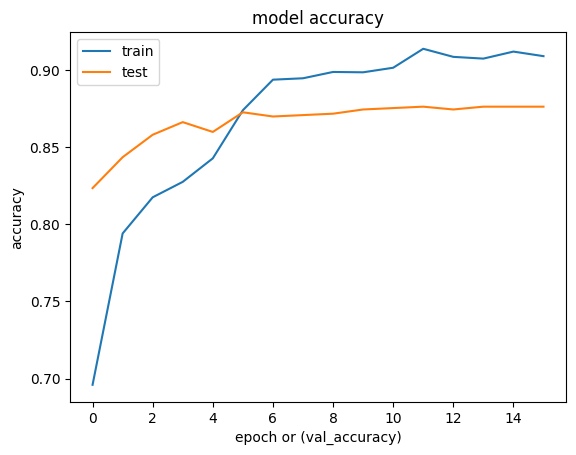 model accuracy
train
test
0.90
0.85
0.80
0.75
0.70
accuracy
0 2 4 6 8 10 12 14
epoch or (val_accuracy)